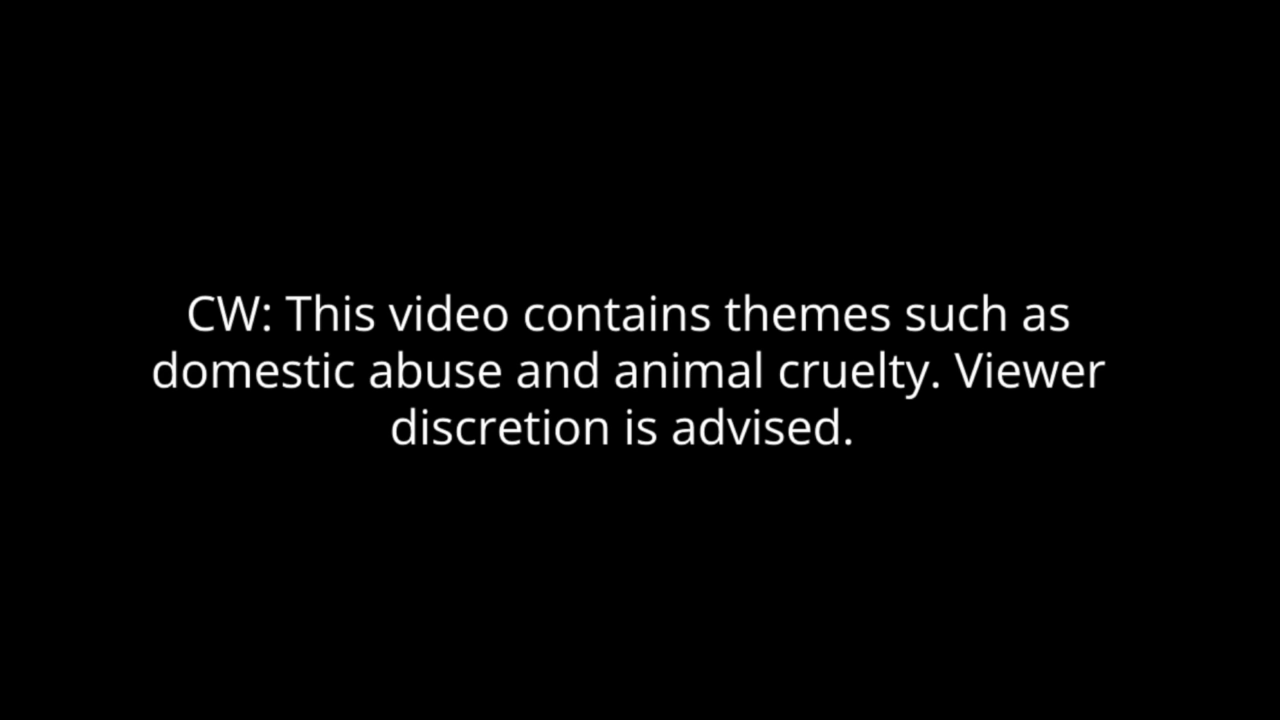 CW: This video contains themes such as
domestic abuse and animal cruelty. Viewer
discretion is advised.